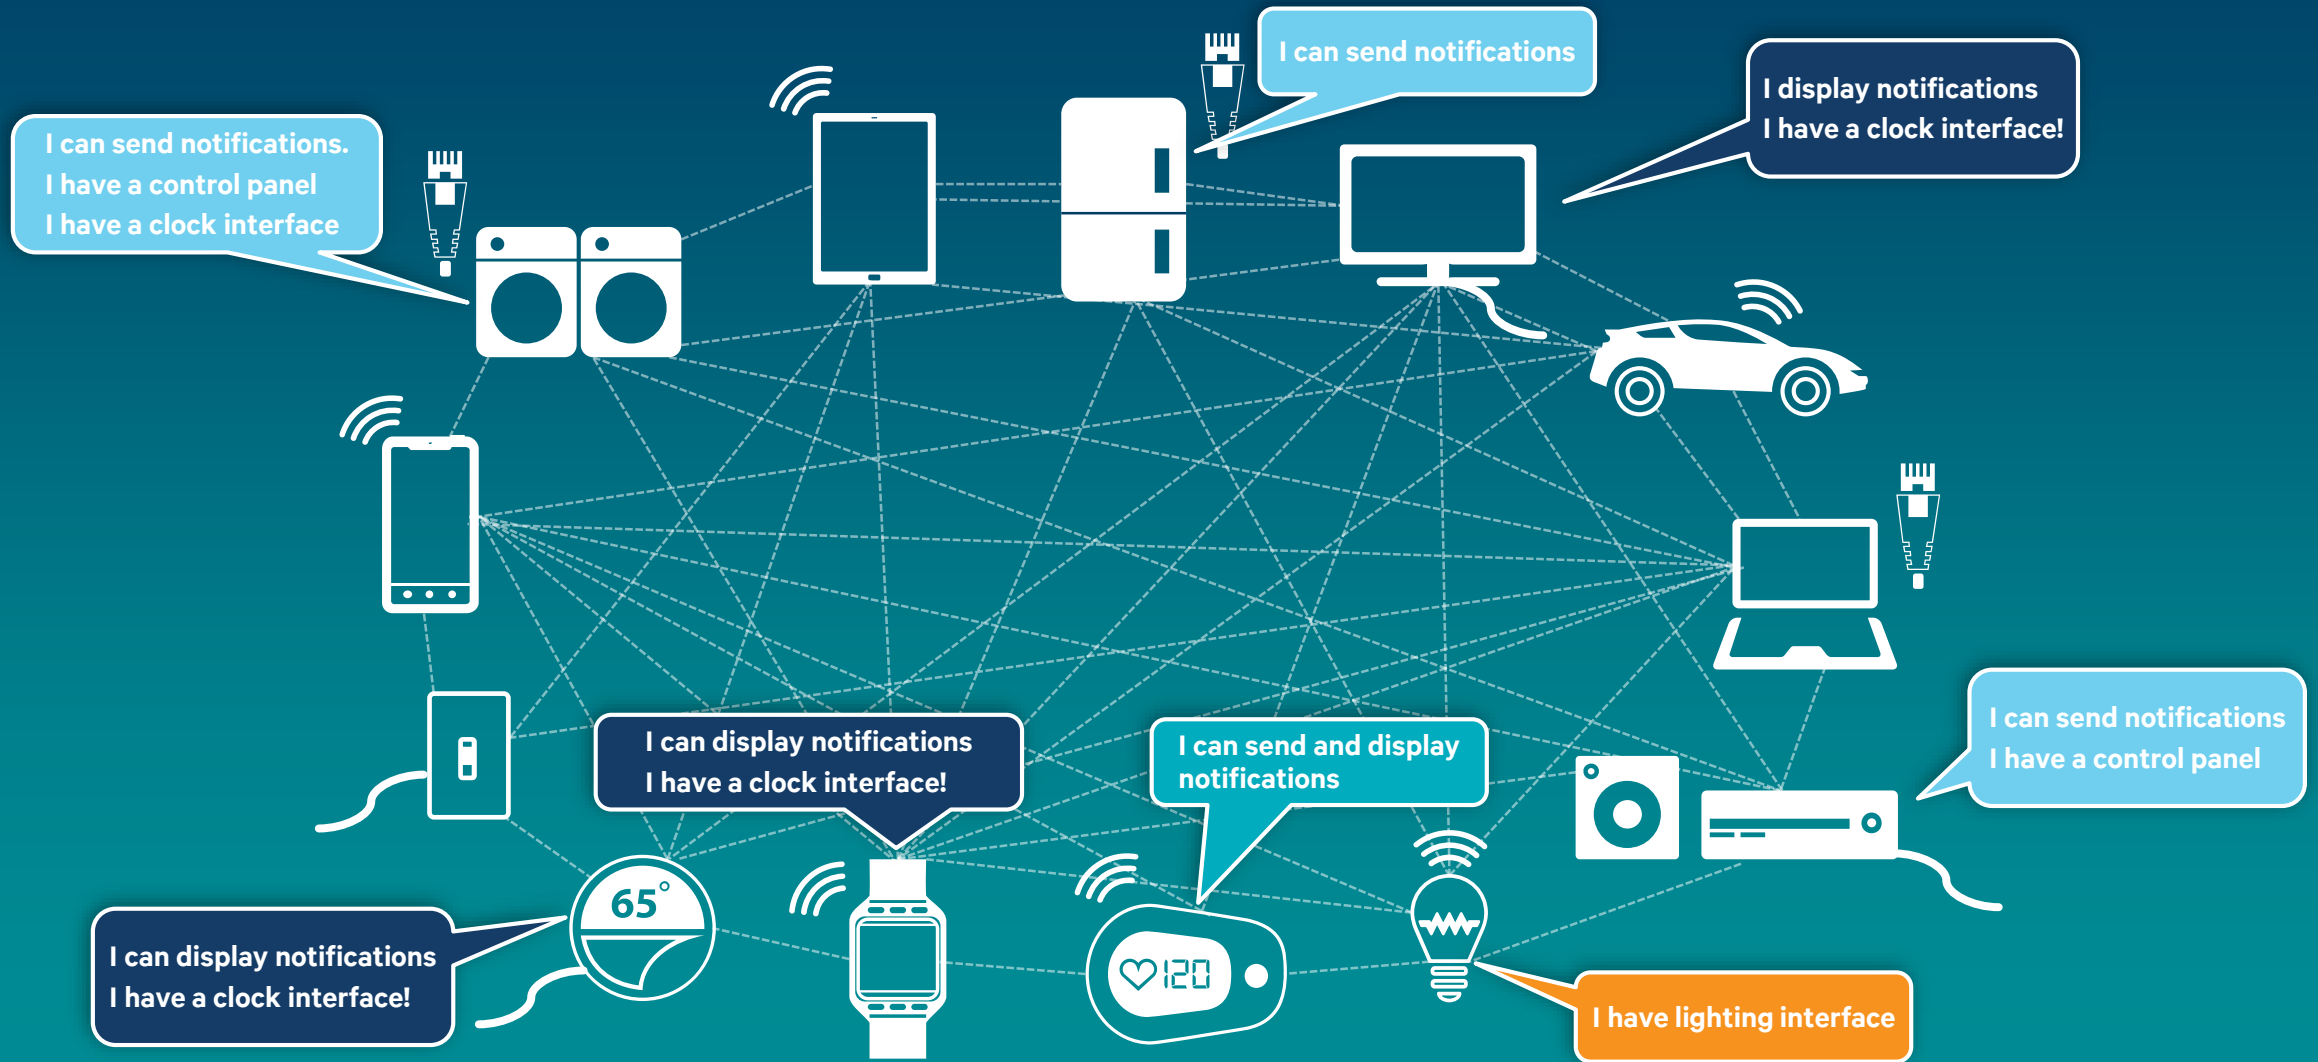 I can send notifications
I display notifications
I have a clock interface!
I can send notifications.
I have a control panel
I have a clock interface
I can send notifications
I have a control panel
I can display notifications
I have a clock interface!
I can send and display
notifications
65°
120
I can display notifications
I have a clock interface!
I have lighting interface